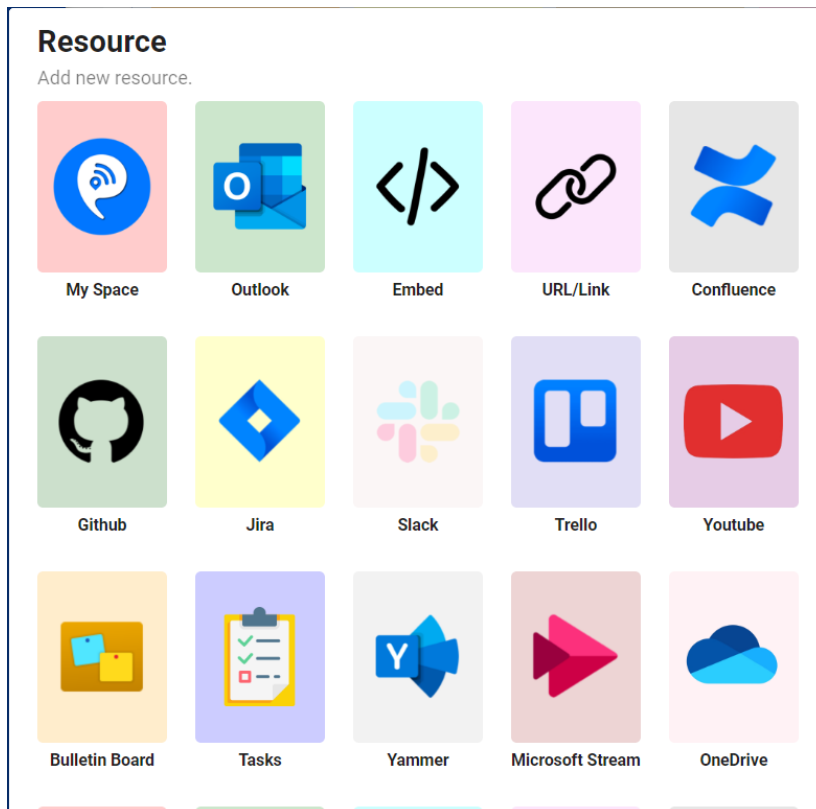 Resource
Add new resource.
O
My Space
Outlook
Embed
URL/Link
Confluence
Github
Jira
Slack
Trello
Youtube
Y
Bulletin Board
Tasks
Yammer
Microsoft Stream
OneDrive